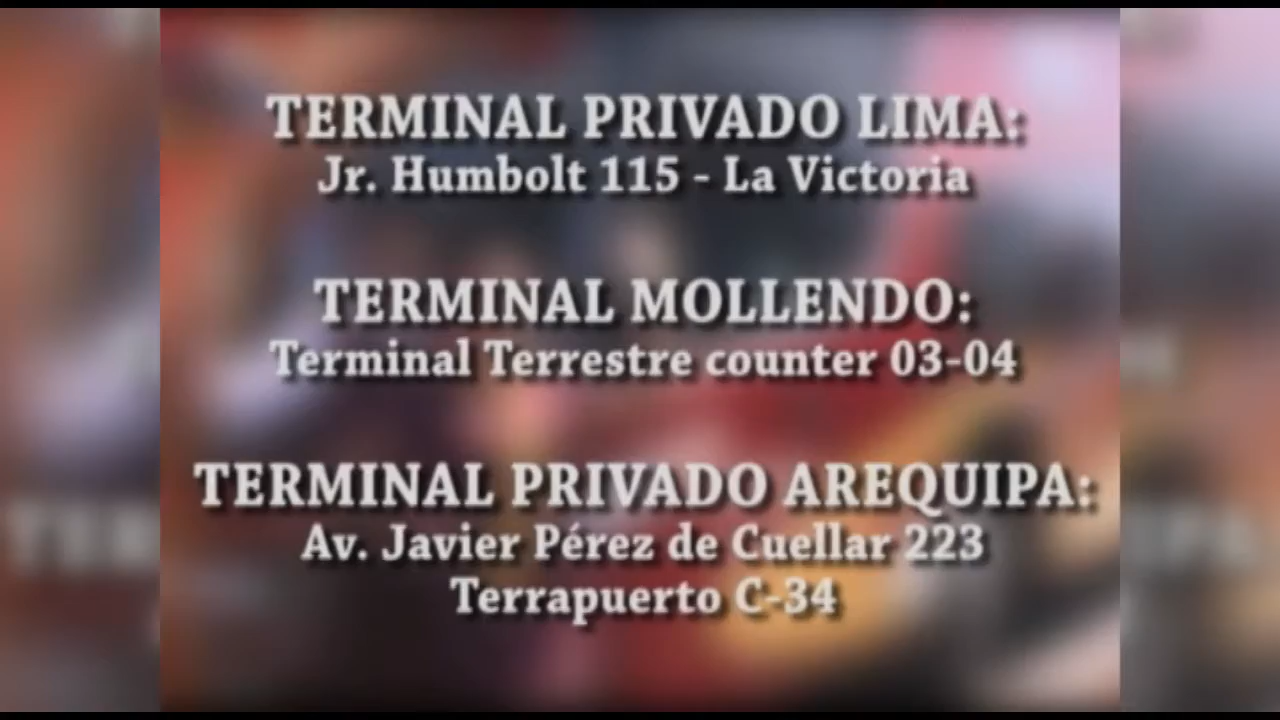 TERMINAL PRIVADO LIMA:
Jr. Humbolt 115 - La Victoria
TERMINAL MOLLENDO:
Terminal Terrestre counter 03-04
TERMINAL PRIVADO AREQUIPA:
Av. Javier Pérez de Cuellar 223
Terrapuerto C-34